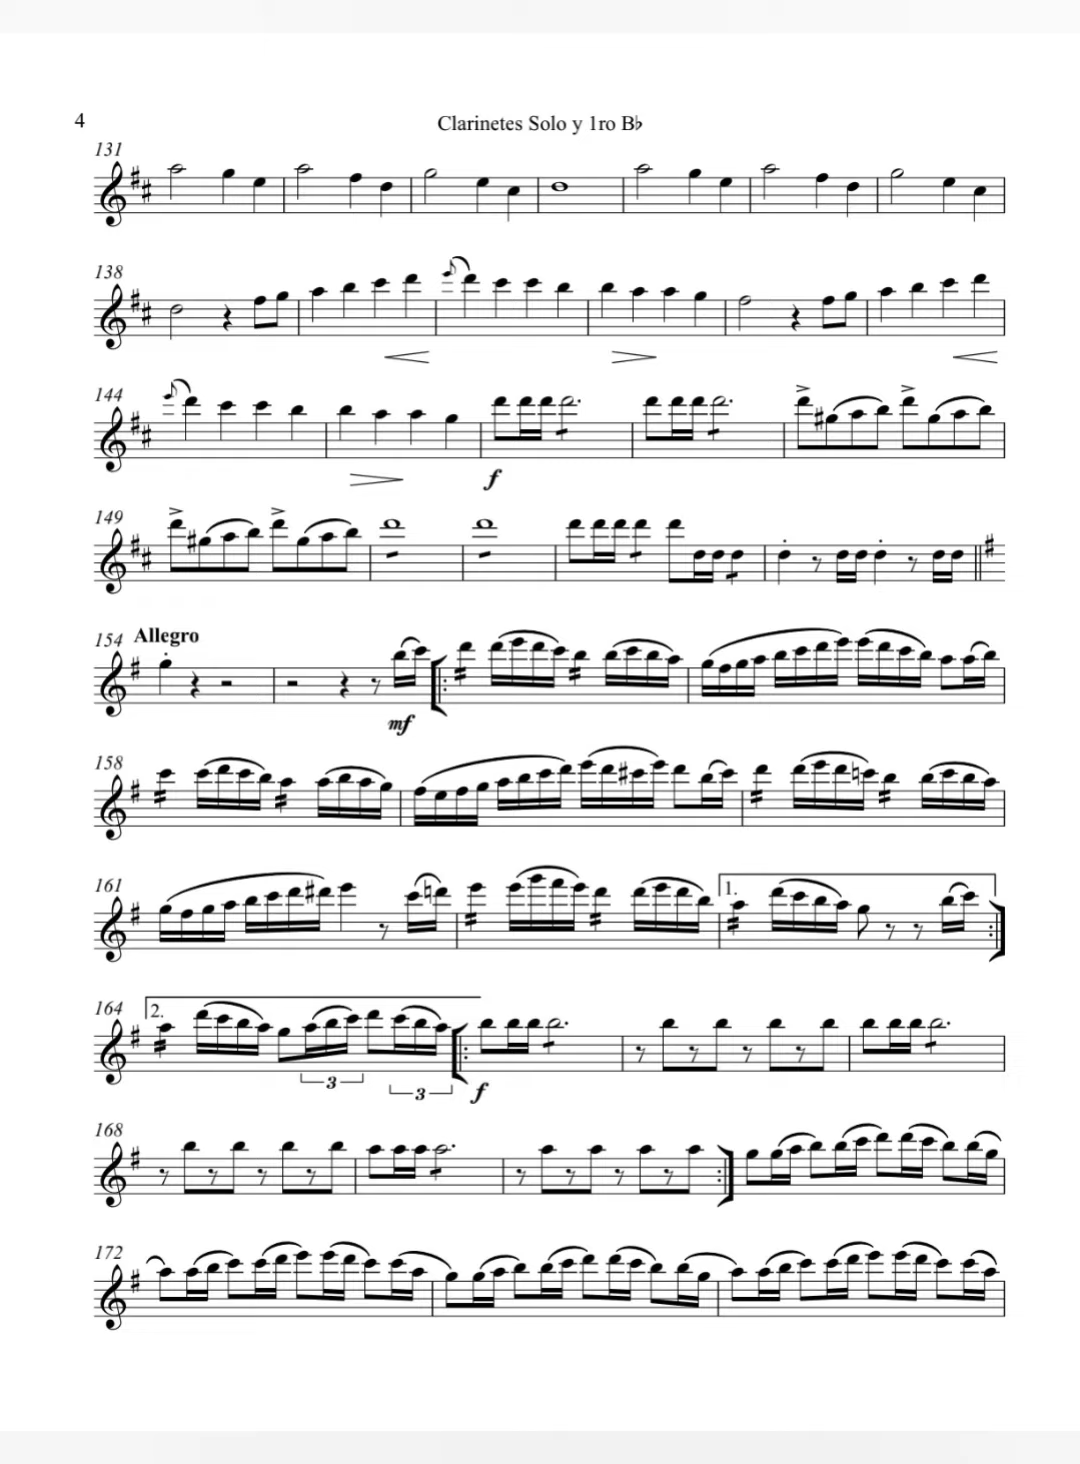 4
Clarinetes Solo y 1ro B♭
131
138
144
f
149
154 Allegro
mf
158
161
1.
164
2.
3
3
f
168
172